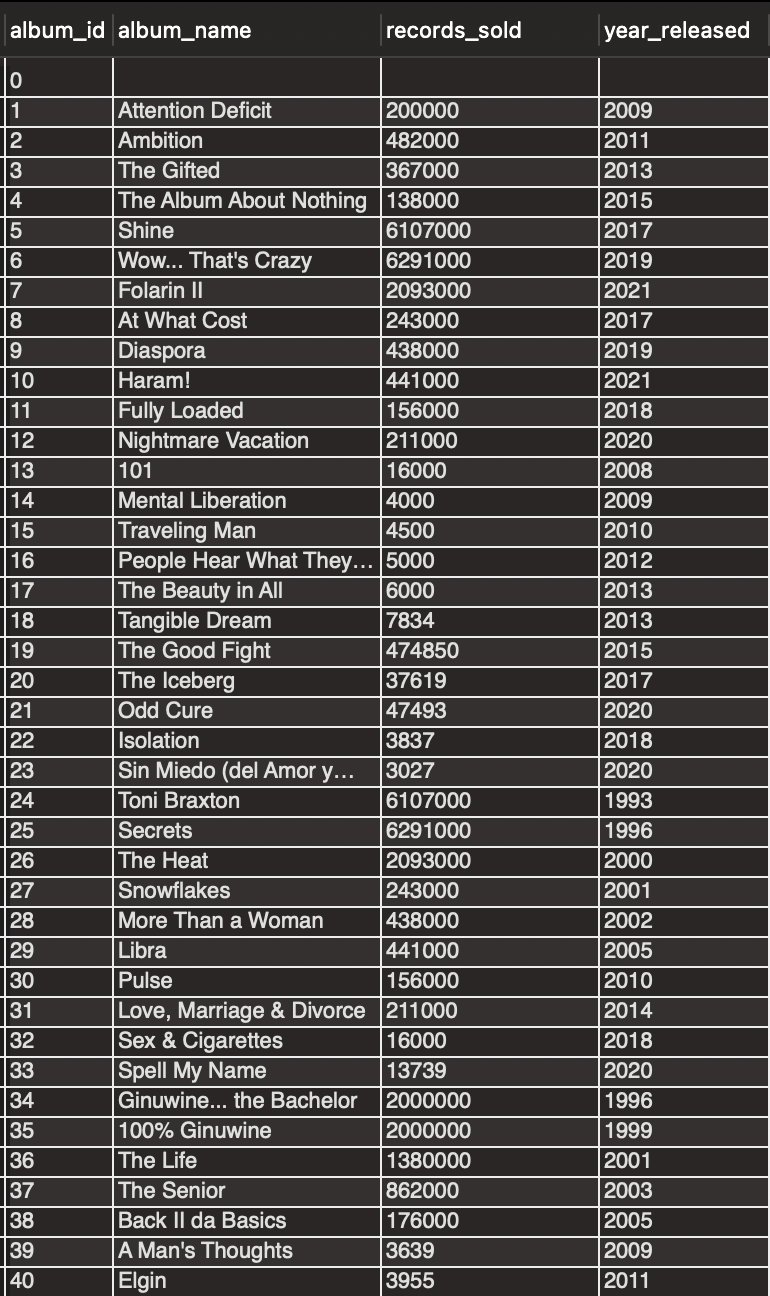 album_id album_name records_sold year_released
0
1 Attention Deficit 200000 2009
2 Ambition 482000 2011
3 The Gifted 367000 2013
4 The Album About Nothing 138000 2015
5 Shine 6107000 2017
6 Wow... That's Crazy 6291000 2019
7 Folarin II 2093000 2021
8 At What Cost 243000 2017
9 Diaspora 438000 2019
10 Haram! 441000 2021
11 Fully Loaded 156000 2018
12 Nightmare Vacation 211000 2020
13 101 16000 2008
14 Mental Liberation 4000 2009
15 Traveling Man 4500 2010
16 People Hear What They... 5000 2012
17 The Beauty in All 6000 2013
18 Tangible Dream 7834 2013
19 The Good Fight 474850 2015
20 The Iceberg 37619 2017
21 Odd Cure 47493 2020
22 Isolation 3837 2018
23 Sin Miedo (del Amor y... 3027 2020
24 Toni Braxton 6107000 1993
25 Secrets 6291000 1996
26 The Heat 2093000 2000
27 Snowflakes 243000 2001
28 More Than a Woman 438000 2002
29 Libra 441000 2005
30 Pulse 156000 2010
31 Love, Marriage & Divorce 211000 2014
32 Sex & Cigarettes 16000 2018
33 Spell My Name 13739 2020
34 Ginuwine... the Bachelor 2000000 1996
35 100% Ginuwine 2000000 1999
36 The Life 1380000 2001
37 The Senior 862000 2003
38 Back II da Basics 176000 2005
39 A Man's Thoughts 3639 2009
40 Elgin 3955 2011